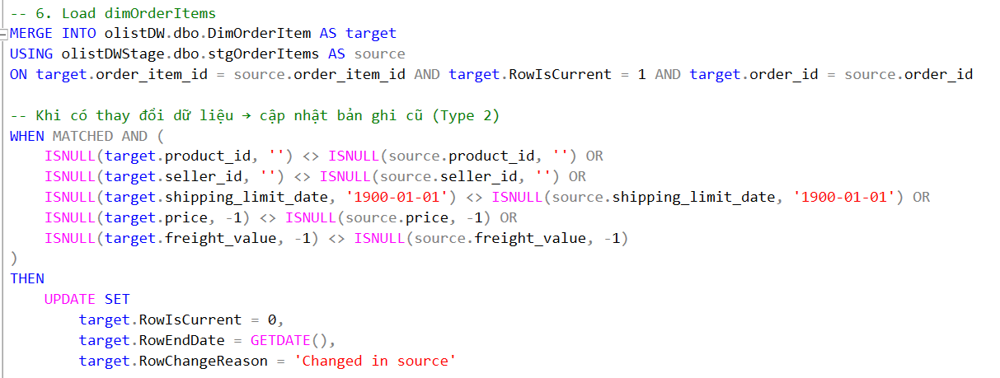 -- 6. Load dimOrderItems
MERGE INTO olistDW.dbo.DimOrderItem AS target
USING olistDWStage.dbo.stgOrderItems AS source
ON target.order_item_id = source.order_item_id AND target.RowIsCurrent = 1 AND target.order_id = source.order_id
-- Khi có thay đổi dữ liệu → cập nhật bản ghi cũ (Type 2)
WHEN MATCHED AND (
ISNULL(target.product_id, '') <> ISNULL(source.product_id, '') OR
ISNULL(target.seller_id, '') <> ISNULL(source.seller_id, '') OR
ISNULL(target.shipping_limit_date, '1900-01-01') <> ISNULL(source.shipping_limit_date, '1900-01-01') OR
ISNULL(target.price, -1) <> ISNULL(source.price, -1) OR
ISNULL(target.freight_value, -1) <> ISNULL(source.freight_value, -1)
)
THEN
UPDATE SET
target.RowIsCurrent = 0,
target.RowEndDate = GETDATE(),
target.RowChangeReason = 'Changed in source'